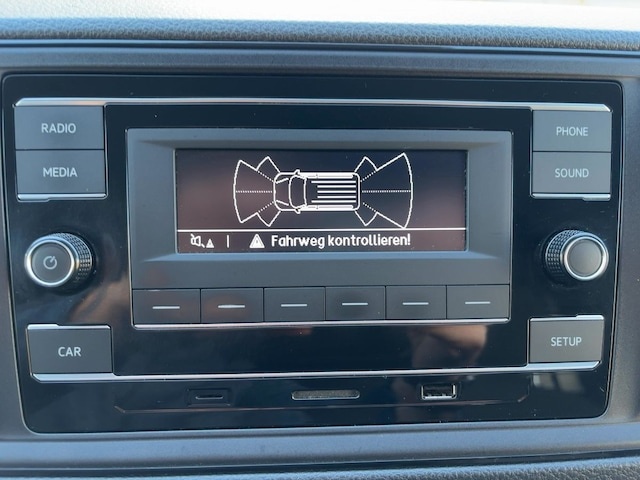 RADIO
PHONE
MEDIA
SOUND
Fahrweg kontrollieren!
CAR
SETUP